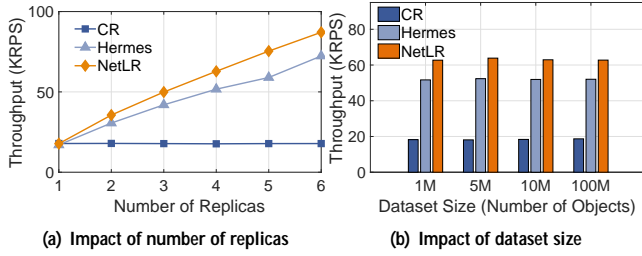 100
50
0
Throughput (KRPS)
CR
Hermes
NetLR
1 2 3 4 5 6
Number of Replicas
(a) Impact of number of replicas
80
60
40
20
0
Throughput (KRPS)
CR
Hermes
NetLR
1M 5M 10M 100M
Dataset Size (Number of Objects)
(b) Impact of dataset size